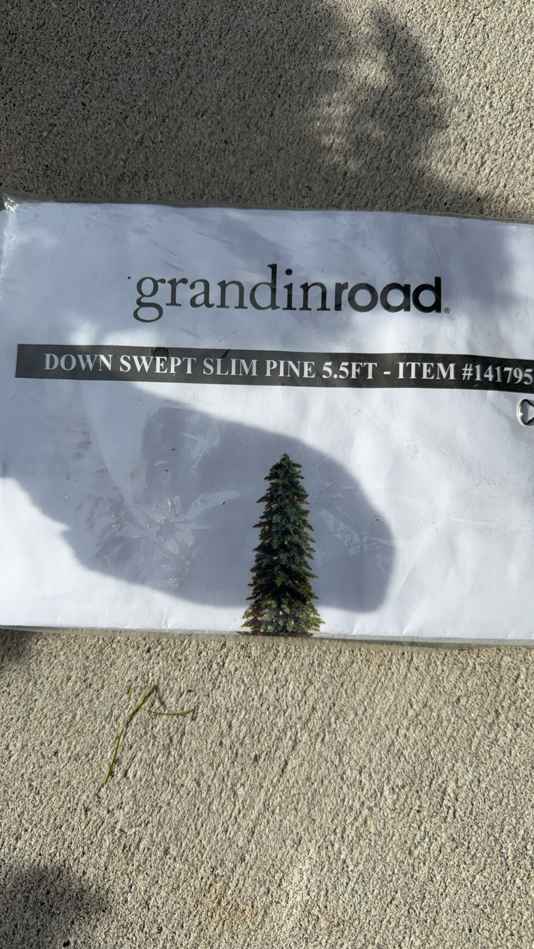 grandinroad
DOWN SWEPT SLIM PINE 5.5FT - ITEM #141795